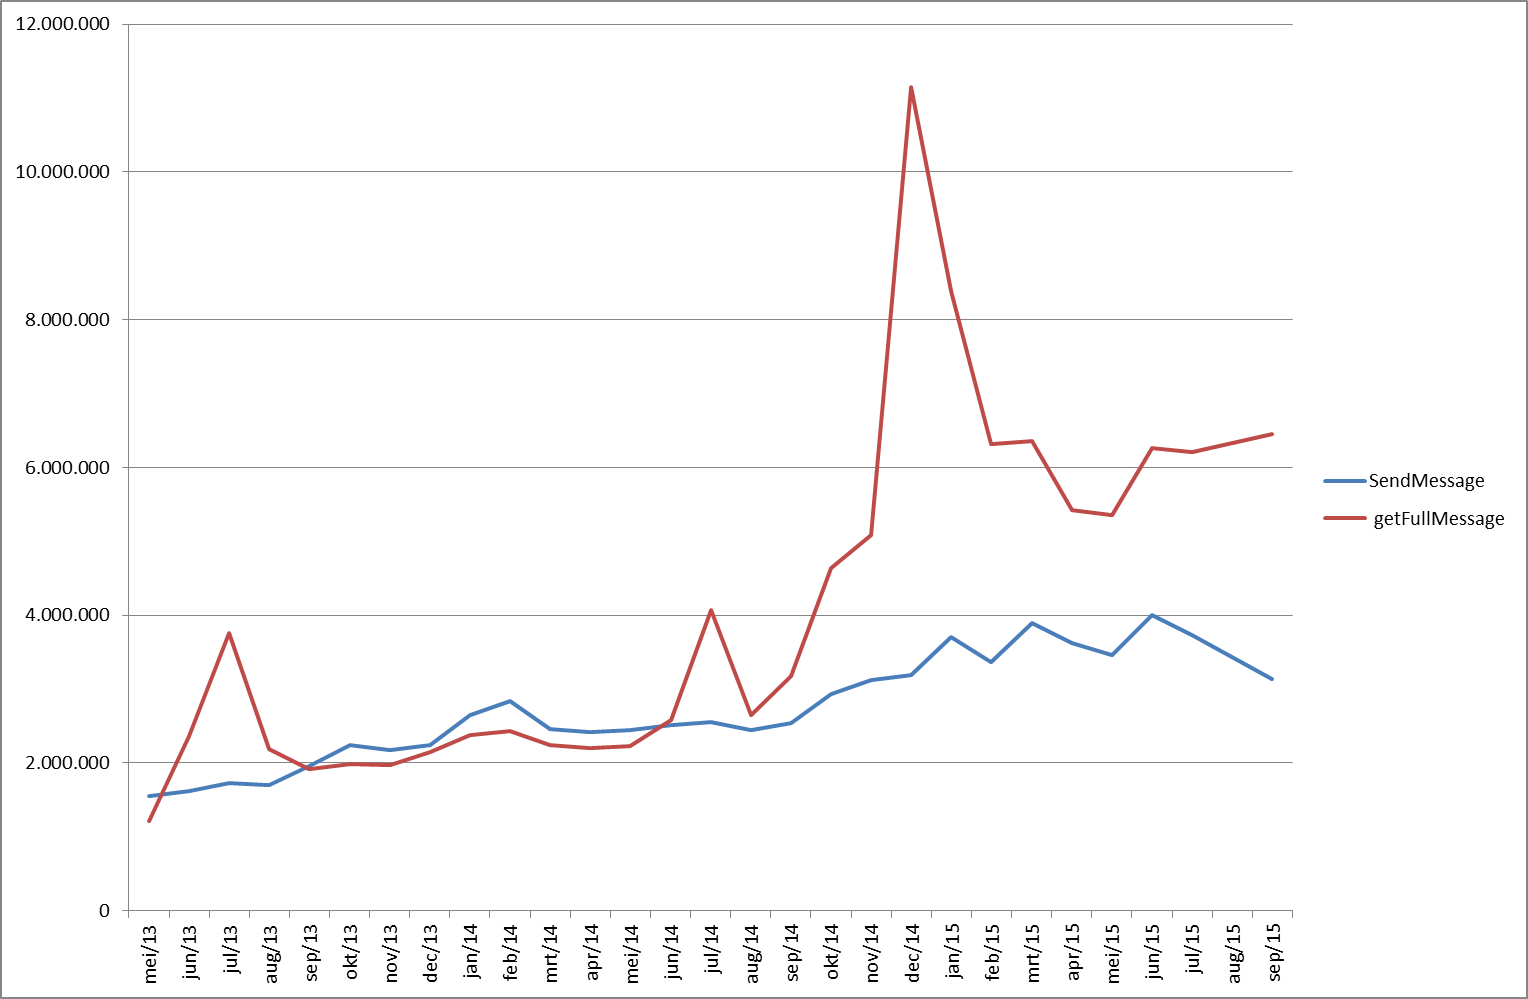 12.000.000
10.000.000
8.000.000
6.000.000
4.000.000
2.000.000
0
mei/13
jun/13
jul/13
aug/13
sep/13
okt/13
nov/13
dec/13
jan/14
feb/14
mrt/14
apr/14
mei/14
jun/14
jul/14
aug/14
sep/14
okt/14
nov/14
dec/14
jan/15
feb/15
mrt/15
apr/15
mei/15
jun/15
jul/15
aug/15
sep/15
SendMessage
getFullMessage